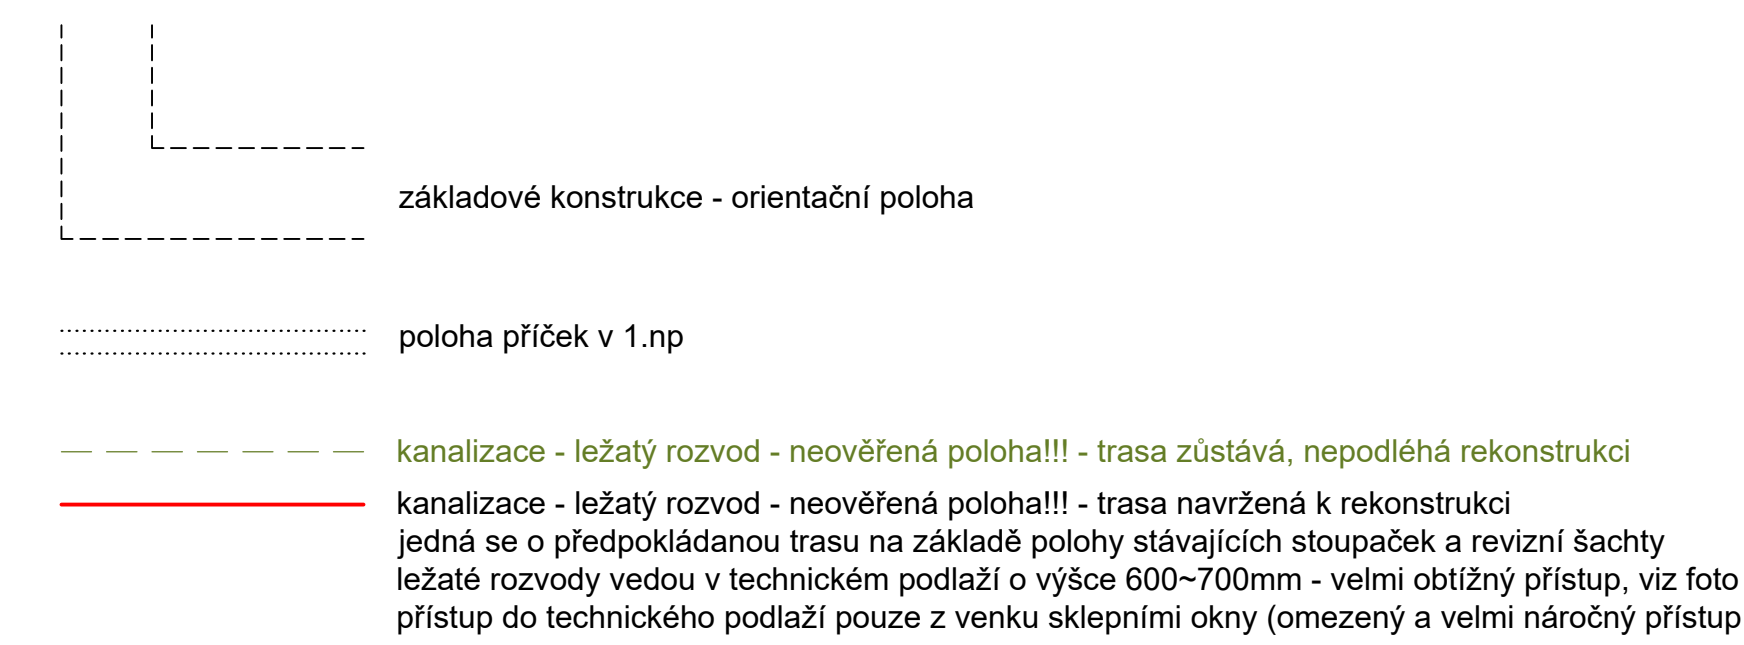 základové konstrukce - orientační poloha
poloha příček v 1.np
kanalizace - ležatý rozvod - neověřená poloha!!! - trasa zůstává, nepodléhá rekonstrukci
kanalizace - ležatý rozvod - neověřená poloha!!! - trasa navržená k rekonstrukci
jedná se o předpokládanou trasu na základě polohy stávajících stoupaček a revizní šachty
ležaté rozvody vedou v technickém podlaží o výšce 600~700mm - velmi obtížný přístup, viz foto
přístup do technického podlaží pouze z venku sklepními okny (omezený a velmi náročný přístup